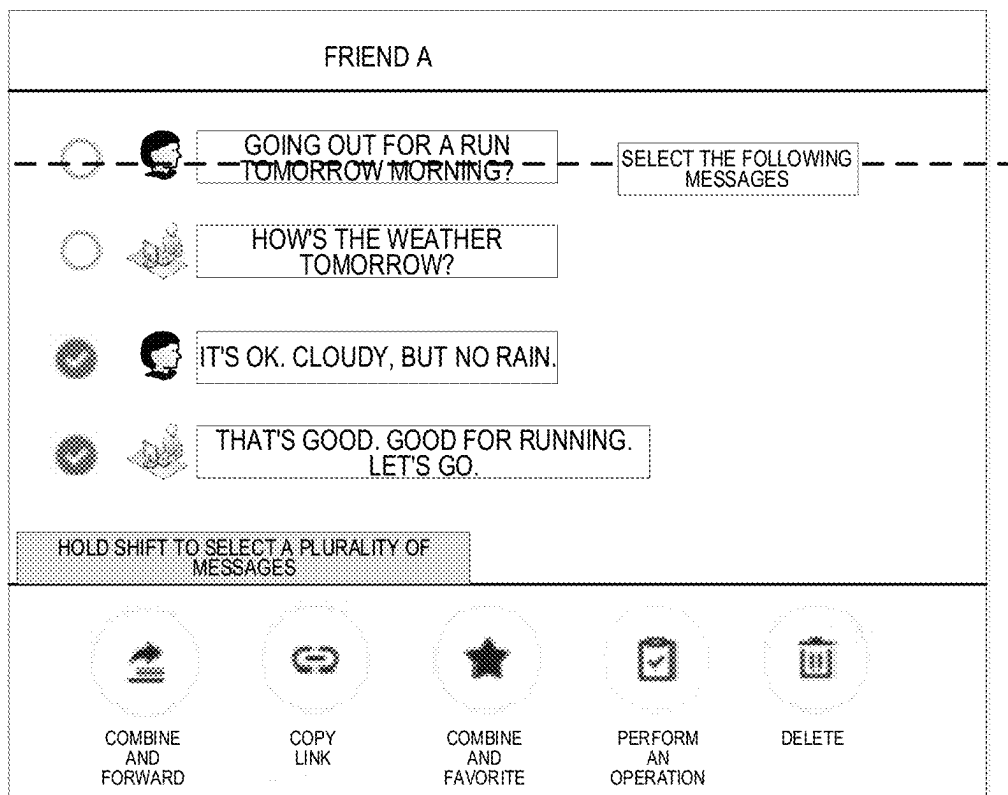 FRIEND A
GOING OUT FOR A RUN
TOMORROW MORNING?
SELECT THE FOLLOWING
MESSAGES
HOW'S THE WEATHER
TOMORROW?
IT'S OK. CLOUDY, BUT NO RAIN.
THAT'S GOOD. GOOD FOR RUNNING.
LET'S GO.
HOLD SHIFT TO SELECT A PLURALITY OF
MESSAGES
COMBINE
AND
FORWARD
COPY
LINK
COMBINE
AND
FAVORITE
PERFORM
AN
OPERATION
DELETE